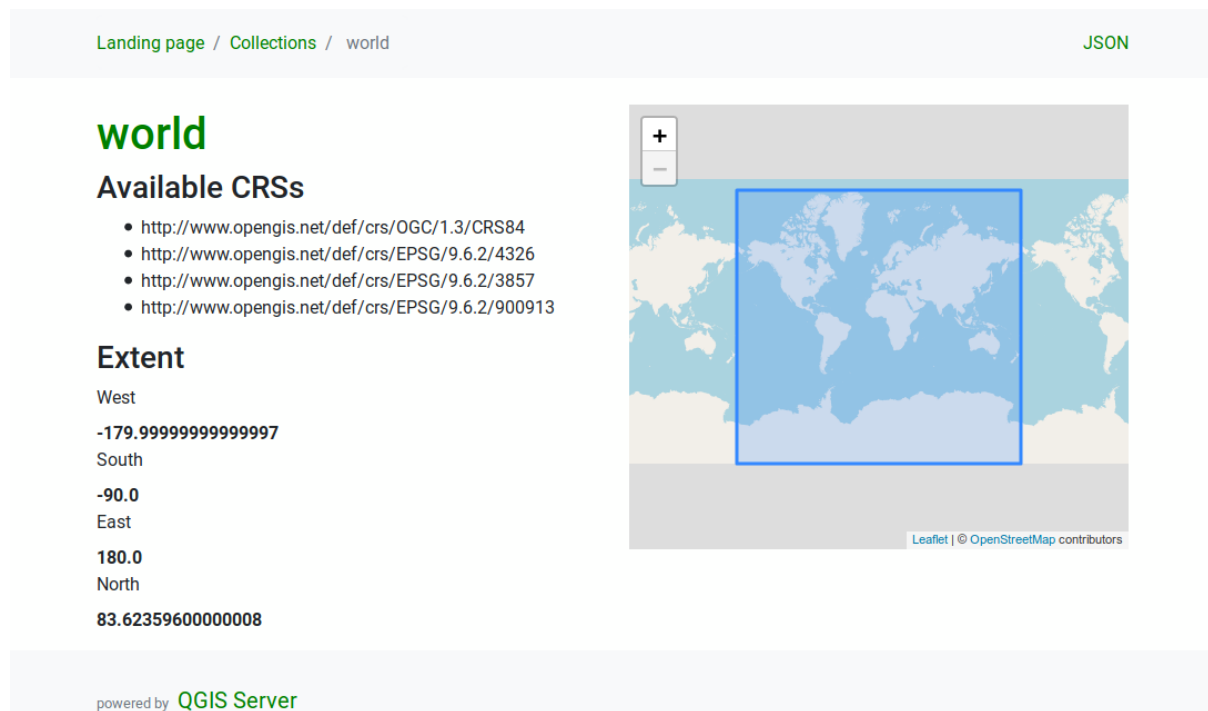 Landing page / Collections / world JSON
world
Available CRSs
• http://www.opengis.net/def/crs/OGC/1.3/CRS84
• http://www.opengis.net/def/crs/EPSG/9.6.2/4326
• http://www.opengis.net/def/crs/EPSG/9.6.2/3857
• http://www.opengis.net/def/crs/EPSG/9.6.2/900913
Extent
West
-179.99999999999997
South
-90.0
East
180.0
North
83.62359600000008
+
−
Leaflet | © OpenStreetMap contributors
powered by QGIS Server